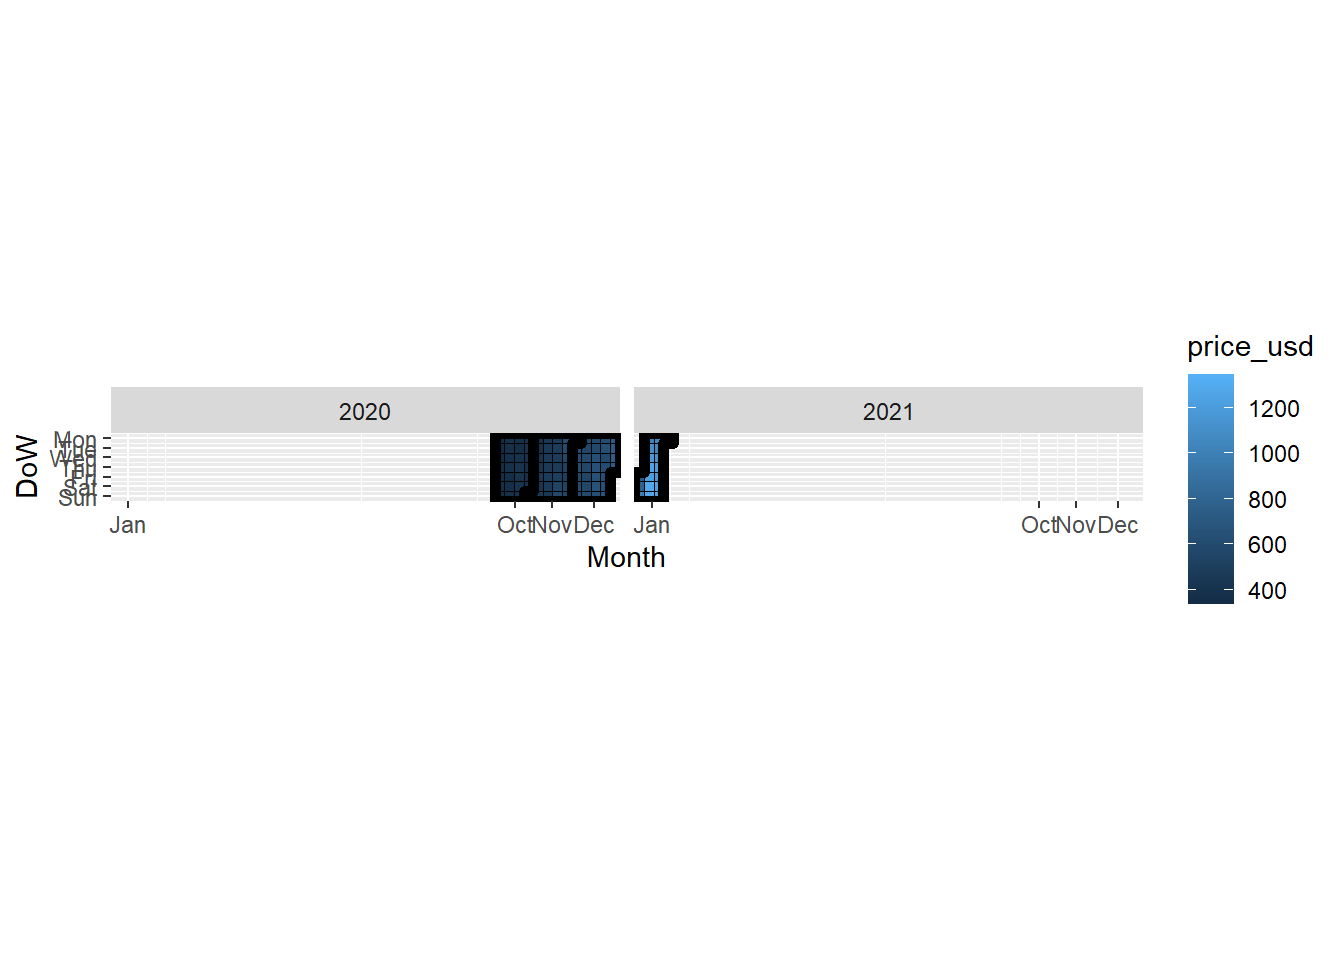 price_usd
1200
1000
800
600
400
2020 2021
DoW
Mon
Tue
Wed
Thu
Fri
Sat
Sun
Jan Oct Nov Dec Jan Oct Nov Dec
Month